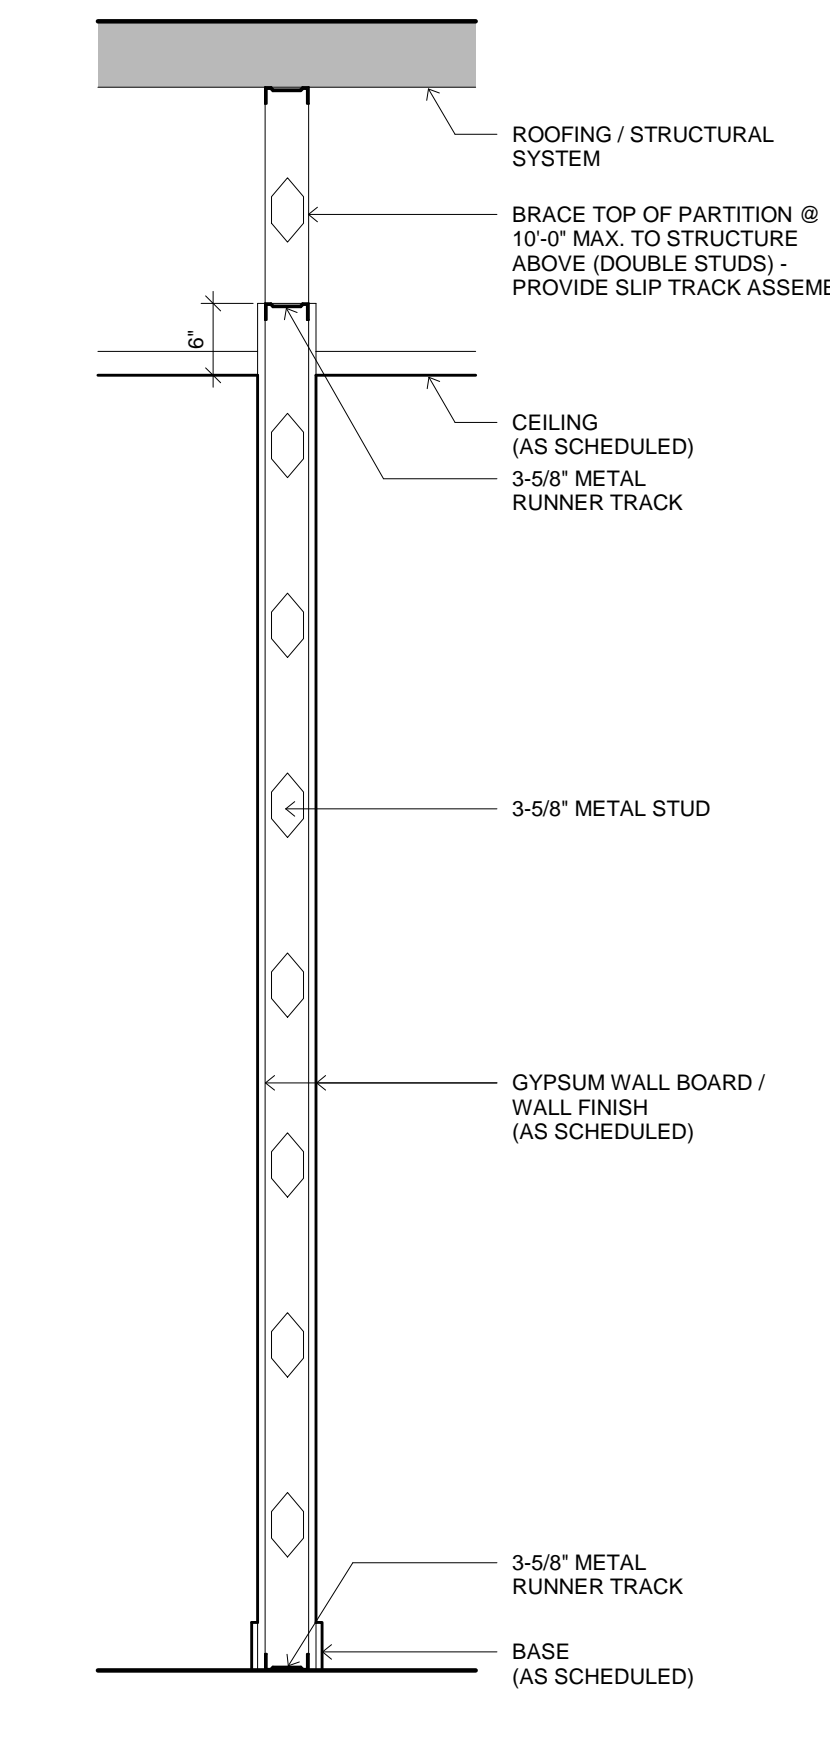 ROOFING / STRUCTURAL
SYSTEM
BRACE TOP OF PARTITION @
10'-0" MAX. TO STRUCTURE
ABOVE (DOUBLE STUDS) -
PROVIDE SLIP TRACK
6"
CEILING
(AS SCHEDULED)
3-5/8" METAL
RUNNER TRACK
3-5/8" METAL STUD
GYPSUM WALL BOARD /
WALL FINISH
(AS SCHEDULED)
3-5/8" METAL
RUNNER TRACK
BASE
(AS SCHEDULED)